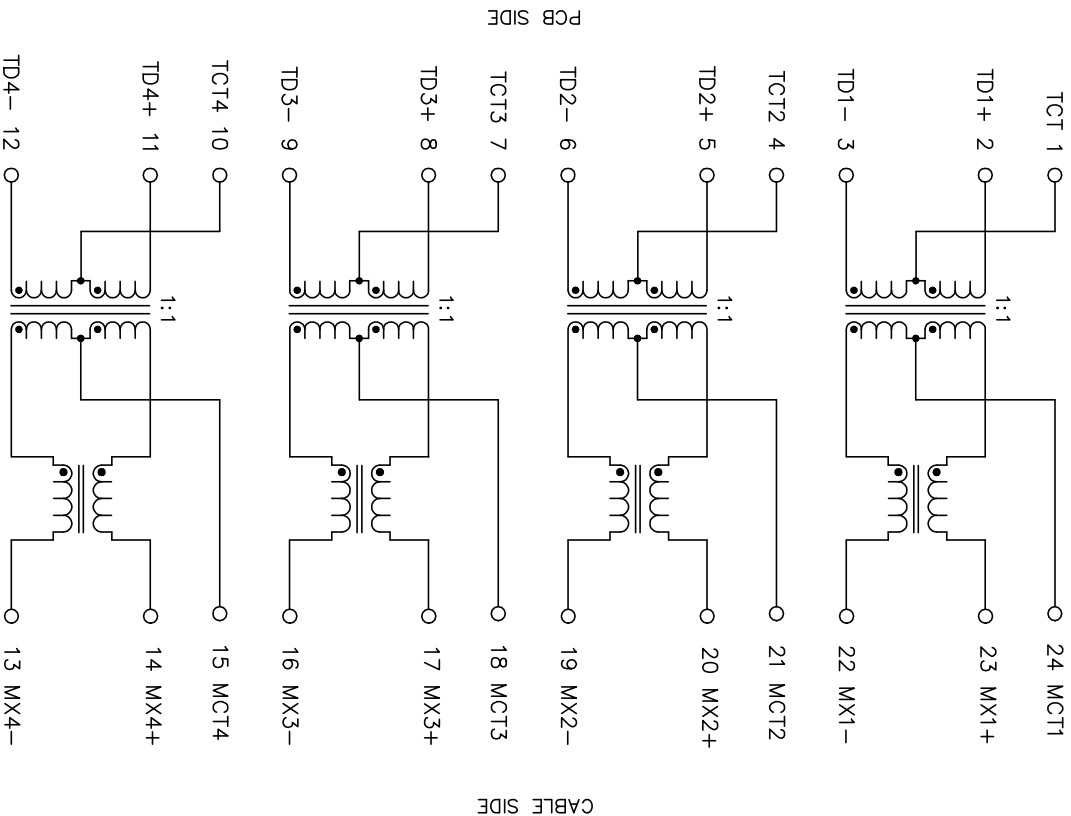 PCB SIDE
TCT 1
TD1+ 2
TD1- 3
TCT2 4
TD2+ 5
TD2- 6
TCT3 7
TD3+ 8
TD3- 9
TCT4 10
TD4+ 11
TD4- 12
1:1
1:1
1:1
1:1
24 MCT1
23 MX1+
22 MX1-
21 MCT2
20 MX2+
19 MX2-
18 MCT3
17 MX3+
16 MX3-
15 MCT4
14 MX4+
13 MX4-
CABLE SIDE